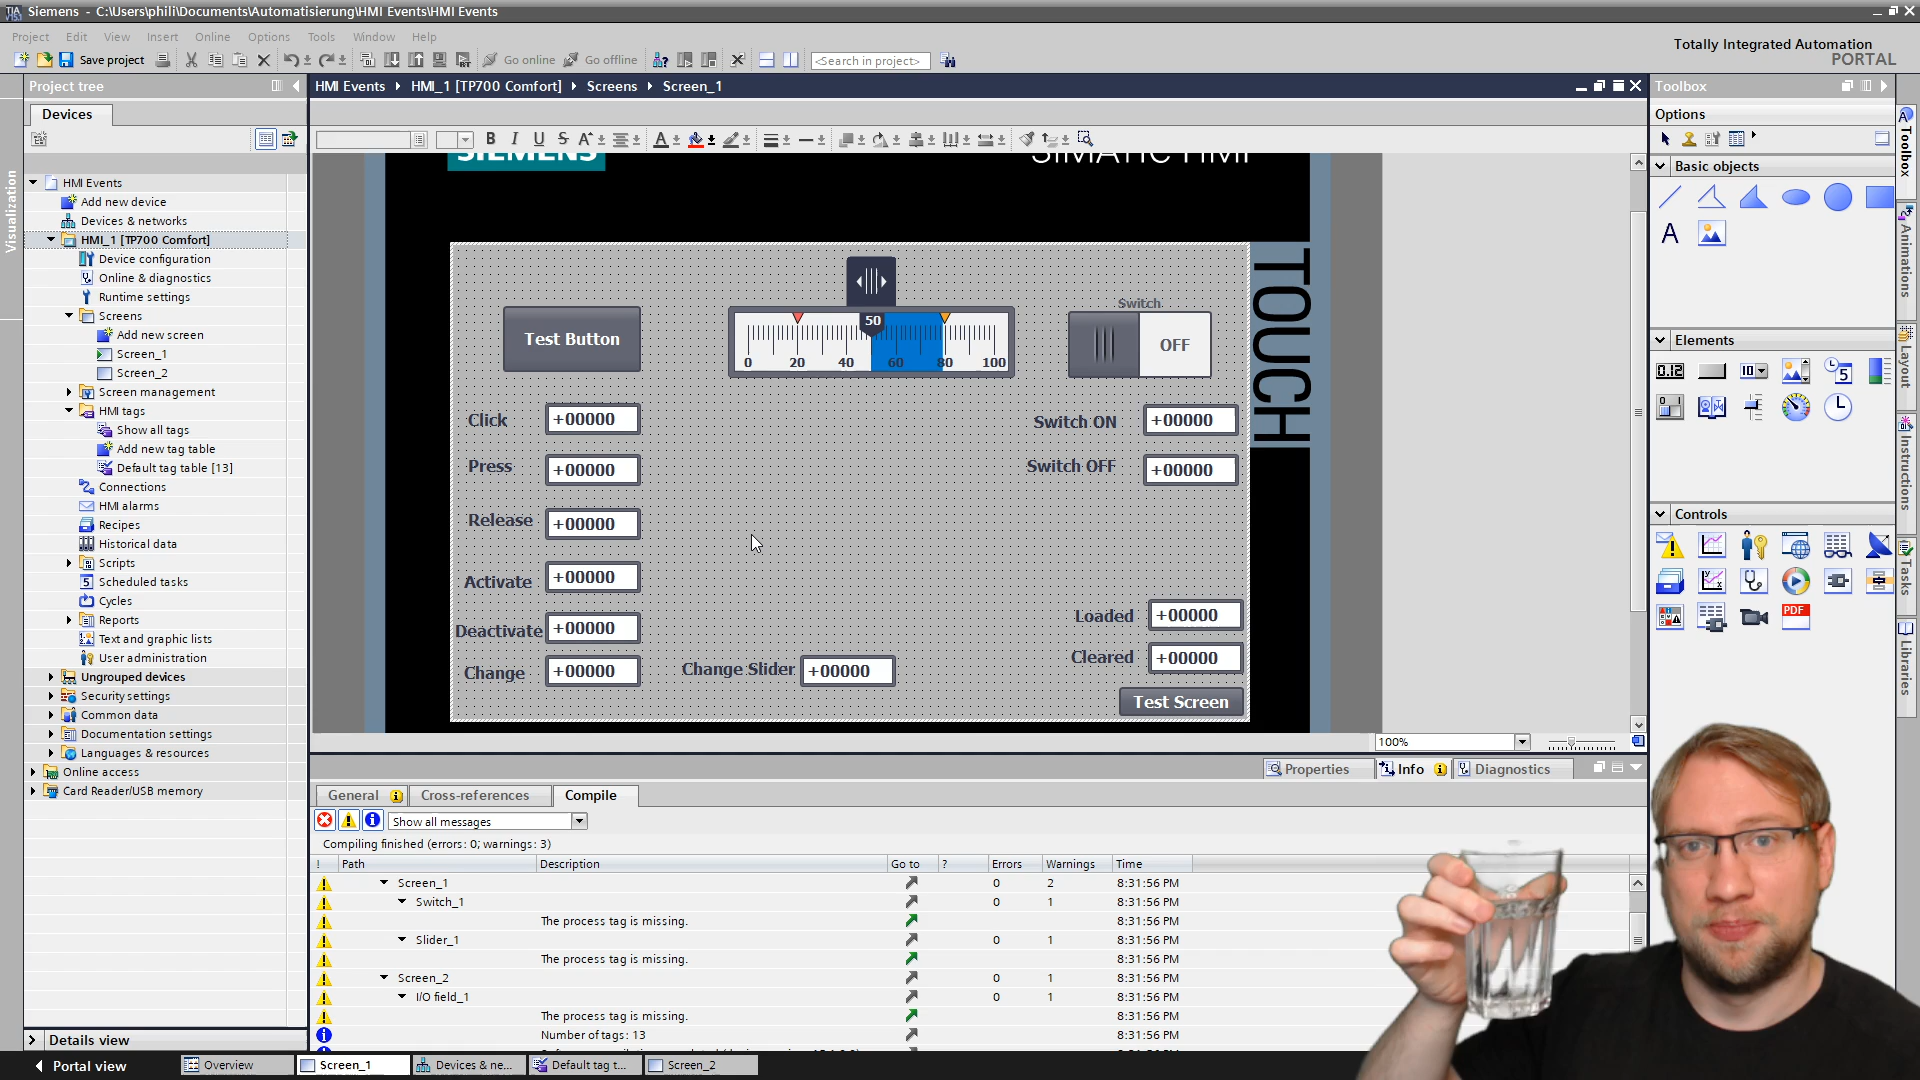 Siemens - C:\Users\phili\Documents\Automatisierung\HMI Events\HMI Events
Project Edit View Insert Online Options Tools Window Help
Totally Integrated Automation
PORTAL
Save project
Go online
Go offline
<Search in project>
Project tree
HMI Events
HMI_1 [TP700 Comfort]
Screens
Screen_1
Toolbox
Devices
Options
Visualization
HMI Events
Add new device
Devices & networks
HMI_1 [TP700 Comfort]
Device configuration
Online & diagnostics
Runtime settings
Screens
Add new screen
Screen_1
Screen_2
Screen management
HMI tags
Show all tags
Add new tag table
Default tag table [13]
Connections
HMI alarms
Recipes
Historical data
Scripts
Scheduled tasks
Cycles
Reports
Text and graphic lists
User administration
Ungrouped devices
Security settings
Common data
Documentation settings
Languages & resources
Online access
Card Reader/USB memory
Details view
SIEMENS
SIMATIC HMI
TOUCH
Test Button
50
0 20 40 60 80 100
Switch
OFF
Click +00000
Press +00000
Release +00000
Activate +00000
Deactivate +00000
Change +00000
Change Slider +00000
Switch ON +00000
Switch OFF +00000
Loaded +00000
Cleared +00000
Test Screen
100%
Basic objects
Elements
0.12
10
5
Controls
PDF
Toolbox
Animations
Layout
Instructions
Tasks
Libraries
Properties
Info
Diagnostics
General
Cross-references
Compile
Show all messages
Compiling finished (errors: 0; warnings: 3)
! Path Description Go to ? Errors Warnings Time
Screen_1 0 2 8:31:56 PM
Switch_1 0 1 8:31:56 PM
The process tag is missing. 8:31:56 PM
Slider_1 0 1 8:31:56 PM
The process tag is missing. 8:31:56 PM
Screen_2 0 1 8:31:56 PM
I/O field_1 0 1 8:31:56 PM
The process tag is missing. 8:31:56 PM
Number of tags: 13 8:31:56 PM
Portal view
Overview
Screen_1
Devices & ne...
Default tag t...
Screen_2